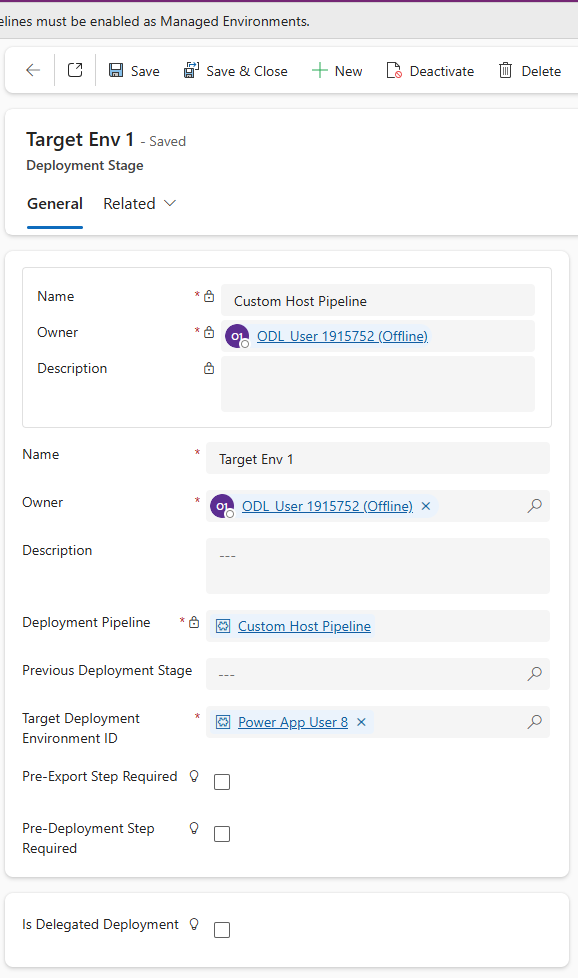 elines must be enabled as Managed Environments.
Save Save & Close New Deactivate Delete
Target Env 1 - Saved
Deployment Stage
General Related
Name * Custom Host Pipeline
Owner * O1 ODL_User 1915752 (Offline)
Description
Name * Target Env 1
Owner * O1 ODL_User 1915752 (Offline)
Description ---
Deployment Pipeline * Custom Host Pipeline
Previous Deployment Stage ---
Target Deployment * Power App User 8
Environment ID
Pre-Export Step Required
Pre-Deployment Step
Required
Is Delegated Deployment